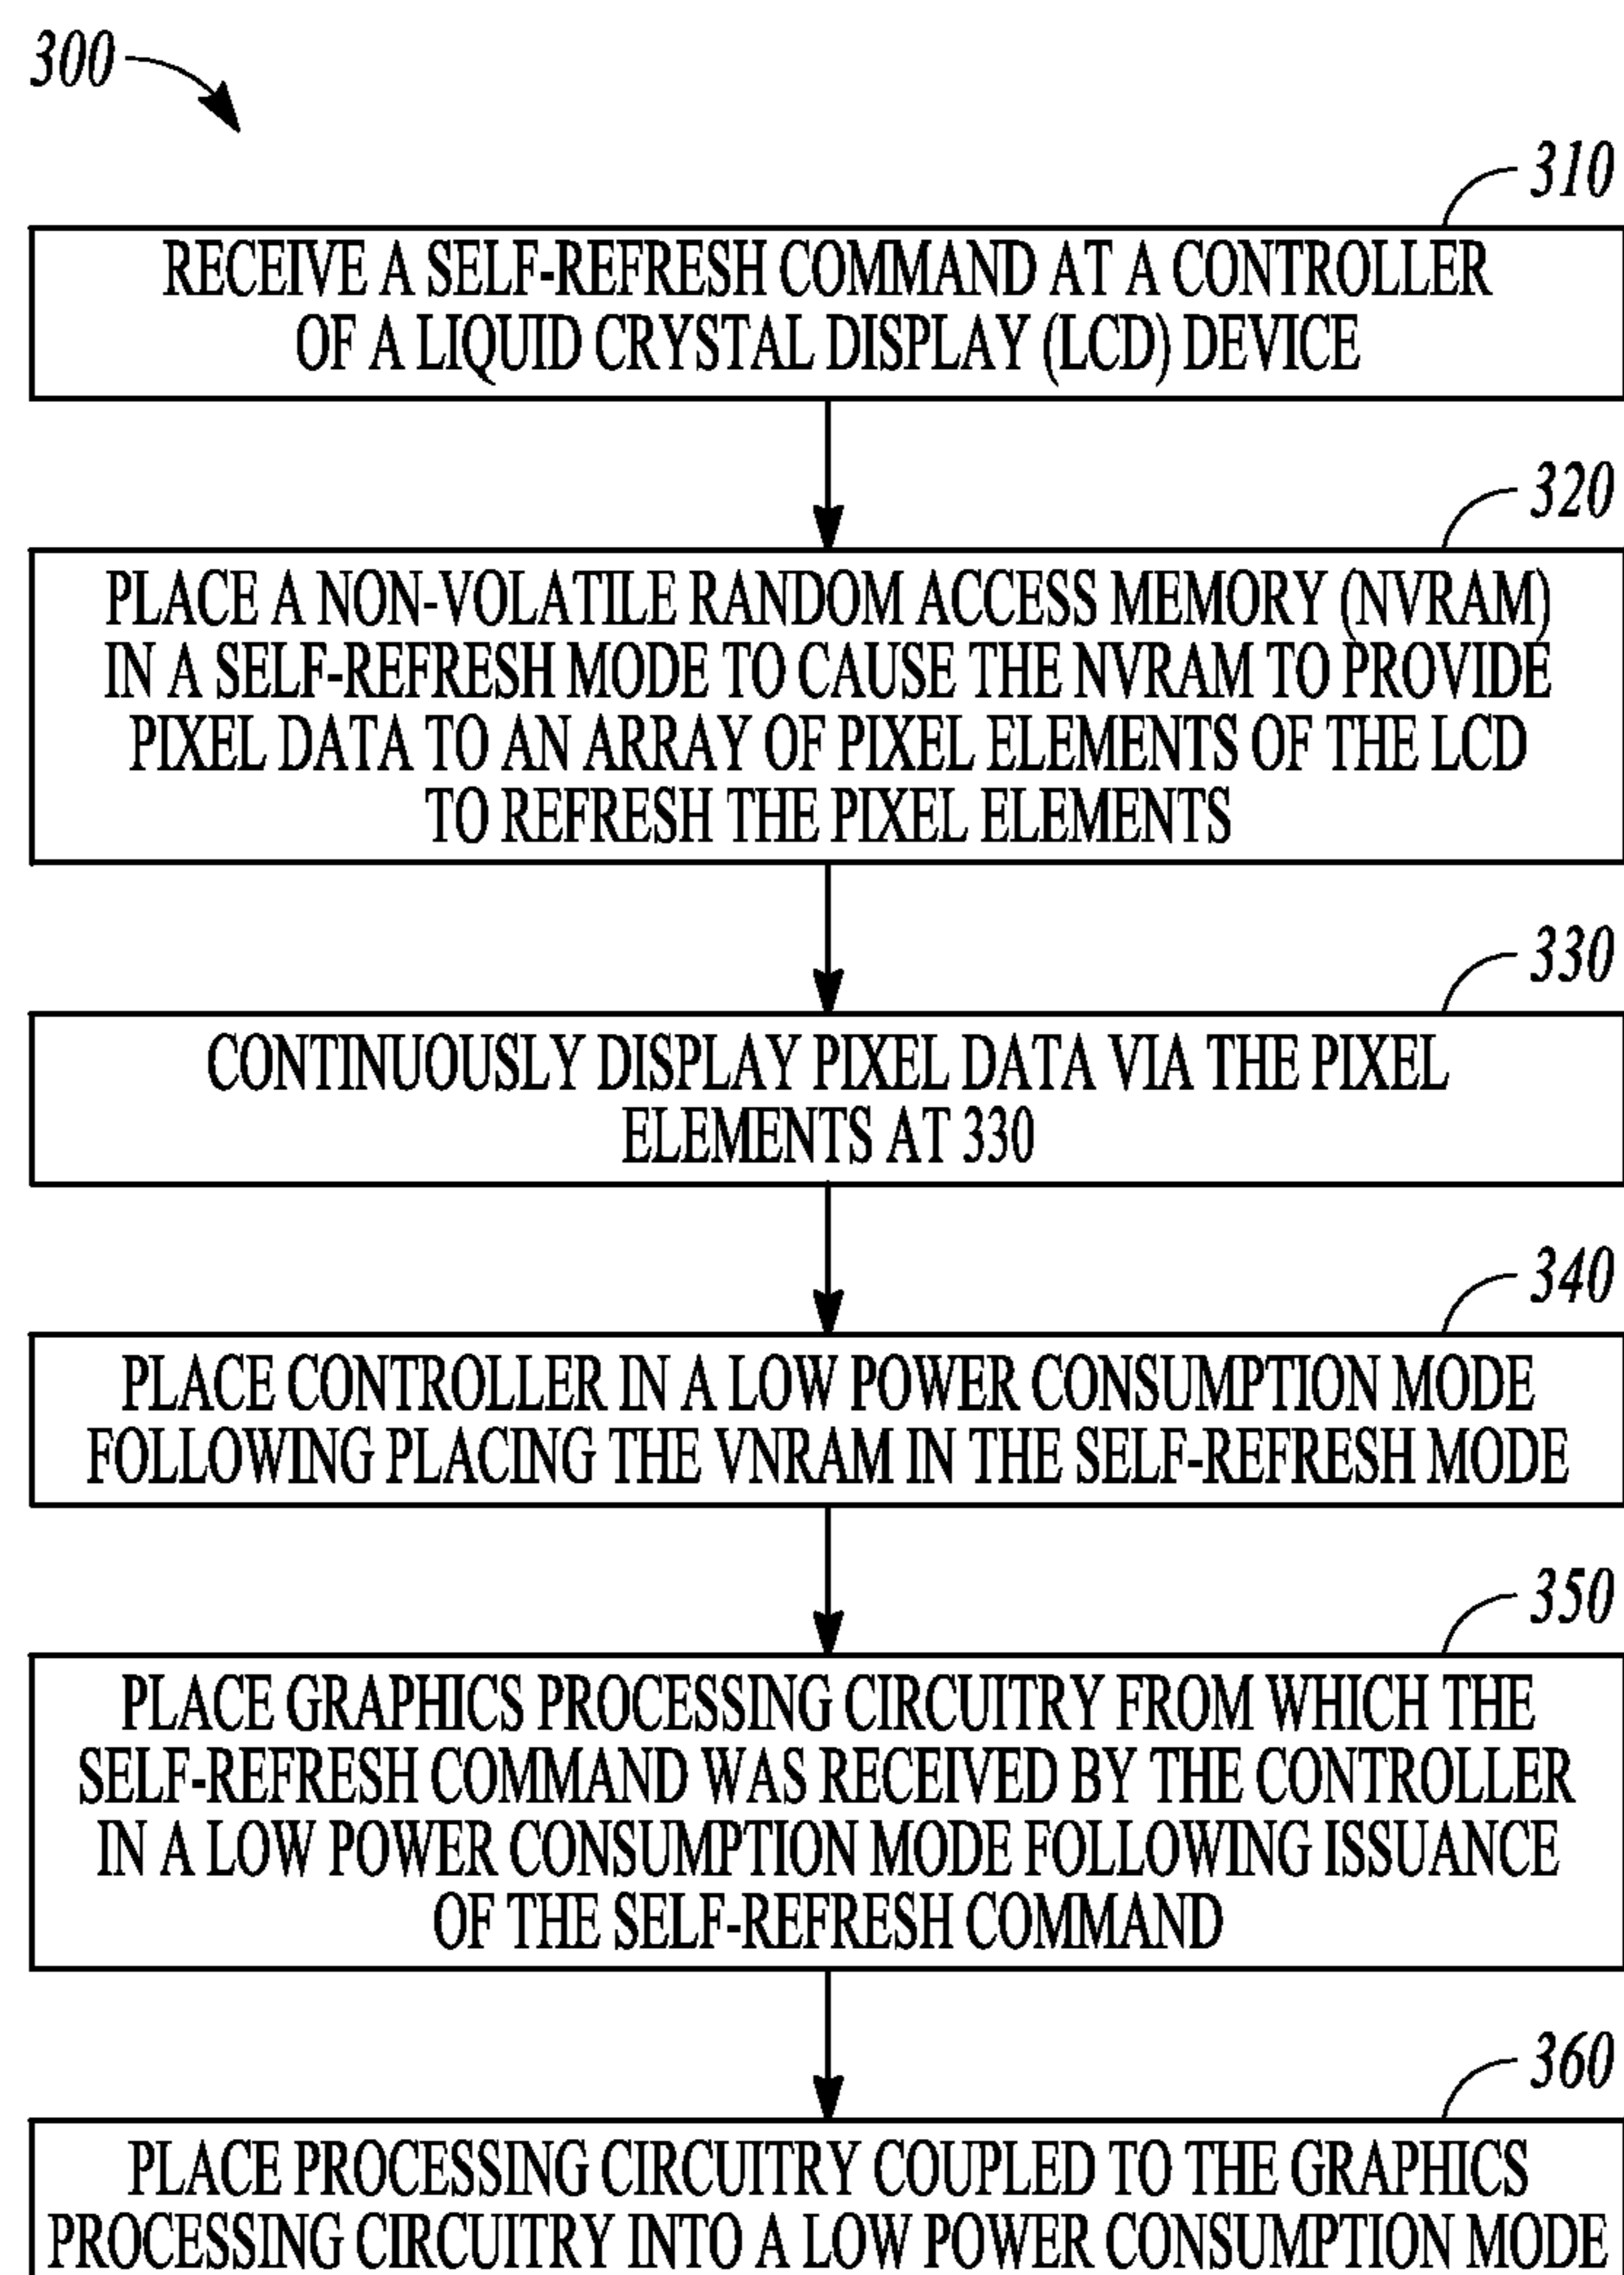 300
310
RECEIVE A SELF-REFRESH COMMAND AT A CONTROLLER
OF A LIQUID CRYSTAL DISPLAY (LCD) DEVICE
320
PLACE A NON-VOLATILE RANDOM ACCESS MEMORY (NVRAM)
IN A SELF-REFRESH MODE TO CAUSE THE NVRAM TO PROVIDE
PIXEL DATA TO AN ARRAY OF PIXEL ELEMENTS OF THE LCD
TO REFRESH THE PIXEL ELEMENTS
330
CONTINUOUSLY DISPLAY PIXEL DATA VIA THE PIXEL
ELEMENTS AT 330
340
PLACE CONTROLLER IN A LOW POWER CONSUMPTION MODE
FOLLOWING PLACING THE VNRAM IN THE SELF-REFRESH MODE
350
PLACE GRAPHICS PROCESSING CIRCUITRY FROM WHICH THE
SELF-REFRESH COMMAND WAS RECEIVED BY THE CONTROLLER
IN A LOW POWER CONSUMPTION MODE FOLLOWING ISSUANCE
OF THE SELF-REFRESH COMMAND
360
PLACE PROCESSING CIRCUITRY COUPLED TO THE GRAPHICS
PROCESSING CIRCUITRY INTO A LOW POWER CONSUMPTION MODE